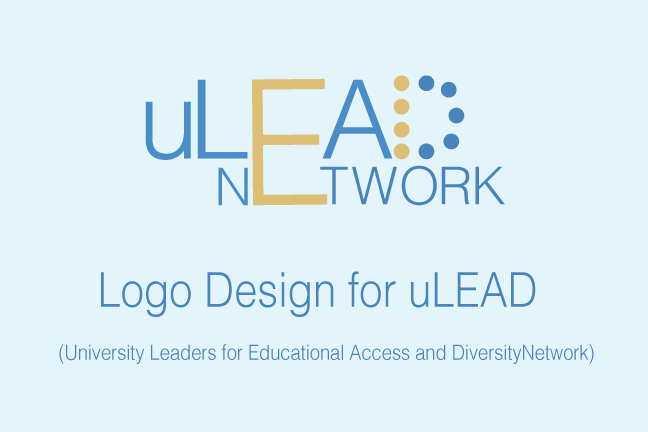 uLEAD
NETWORK
Logo Design for uLEAD
(University Leaders for Educational Access and DiversityNetwork)